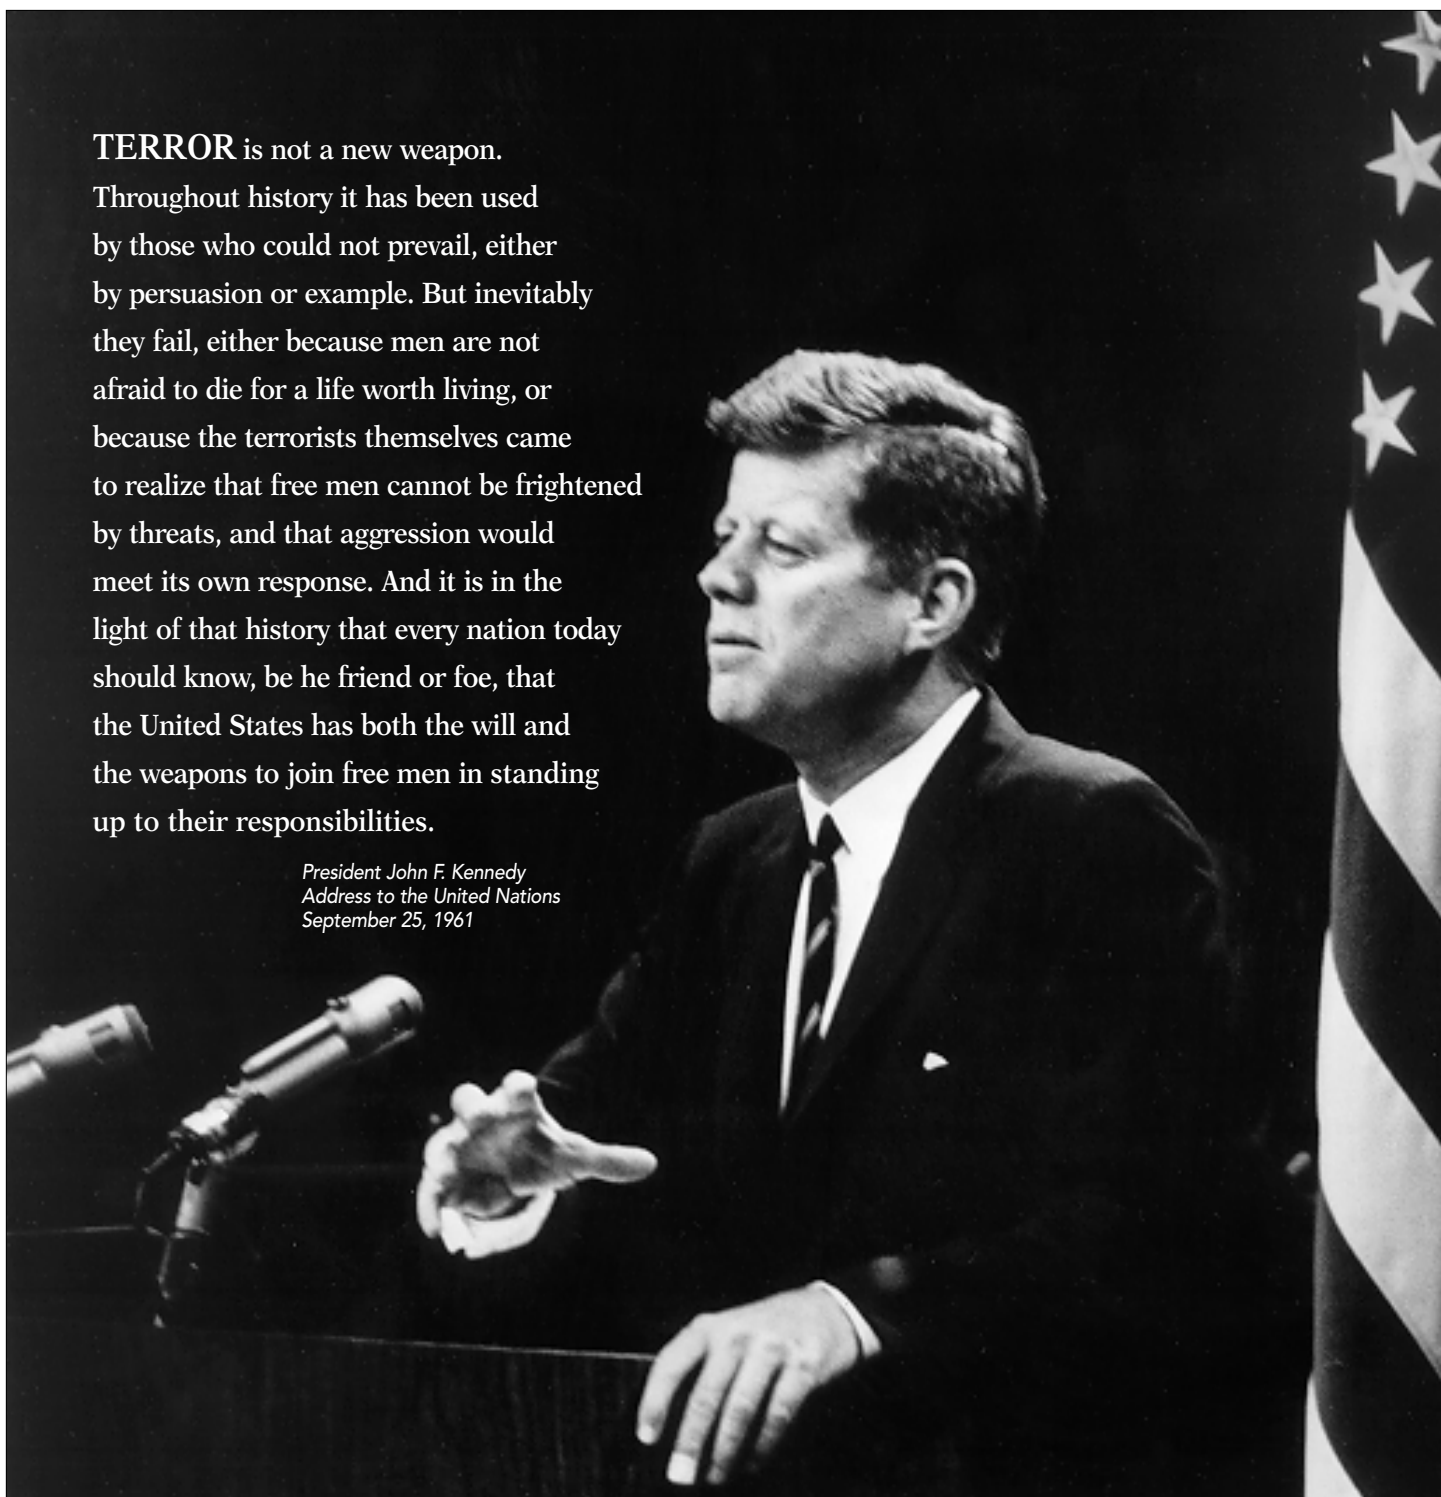 TERROR is not a new weapon.
Throughout history it has been used
by those who could not prevail, either
by persuasion or example. But inevitably
they fail, either because men are not
afraid to die for a life worth living, or
because the terrorists themselves came
to realize that free men cannot be frightened
by threats, and that aggression would
meet its own response. And it is in the
light of that history that every nation today
should know, be he friend or foe, that
the United States has both the will and
the weapons to join free men in standing
up to their responsibilities.
President John F. Kennedy
Address to the United Nations
September 25, 1961